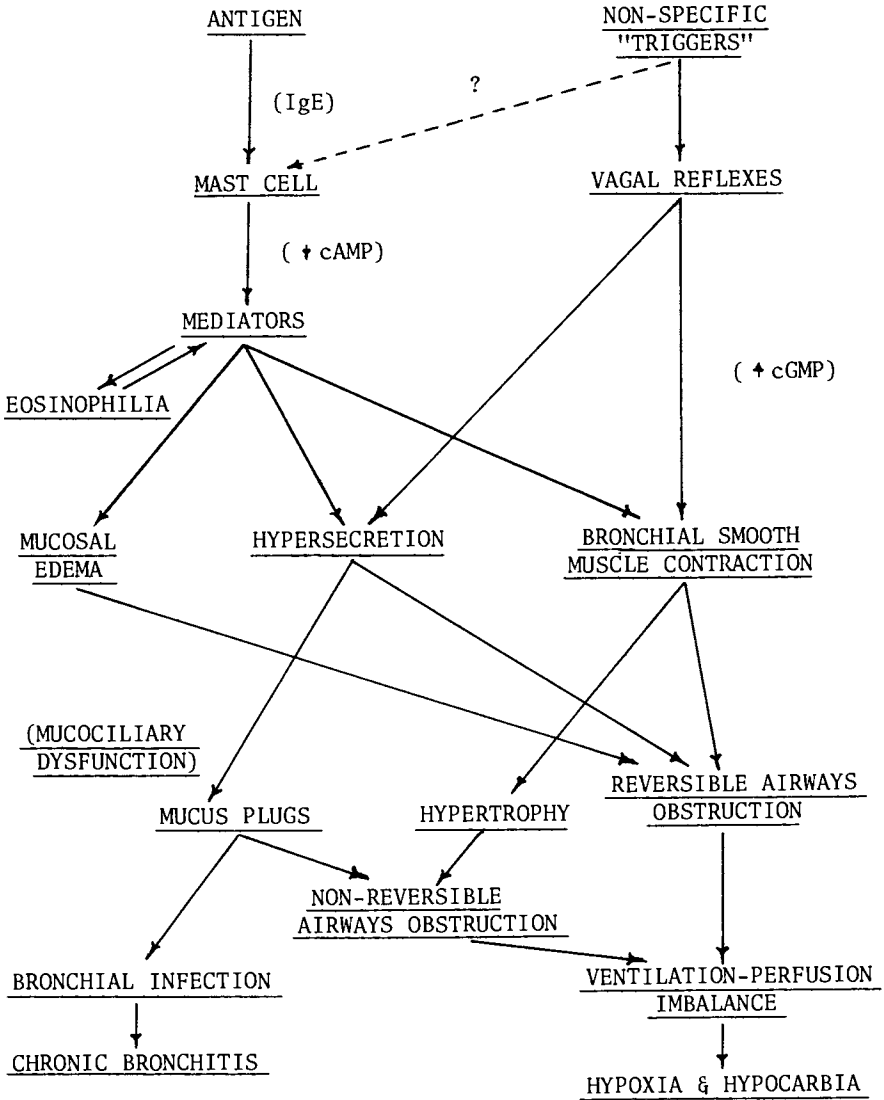 ANTIGEN
NON-SPECIFIC
"TRIGGERS"
?
(IgE)
MAST CELL
VAGAL REFLEXES
(↓cAMP)
MEDIATORS
(↑cGMP)
EOSINOPHILIA
MUCOSAL
EDEMA
HYPERSECRETION
BRONCHIAL SMOOTH
MUSCLE CONTRACTION
(MUCOCILIARY
DYSFUNCTION)
REVERSIBLE AIRWAYS
OBSTRUCTION
MUCUS PLUGS
HYPERTROPHY
NON-REVERSIBLE
AIRWAYS OBSTRUCTION
BRONCHIAL INFECTION
VENTILATION-PERFUSION
IMBALANCE
CHRONIC BRONCHITIS
HYPOXIA & HYPOCARBIA